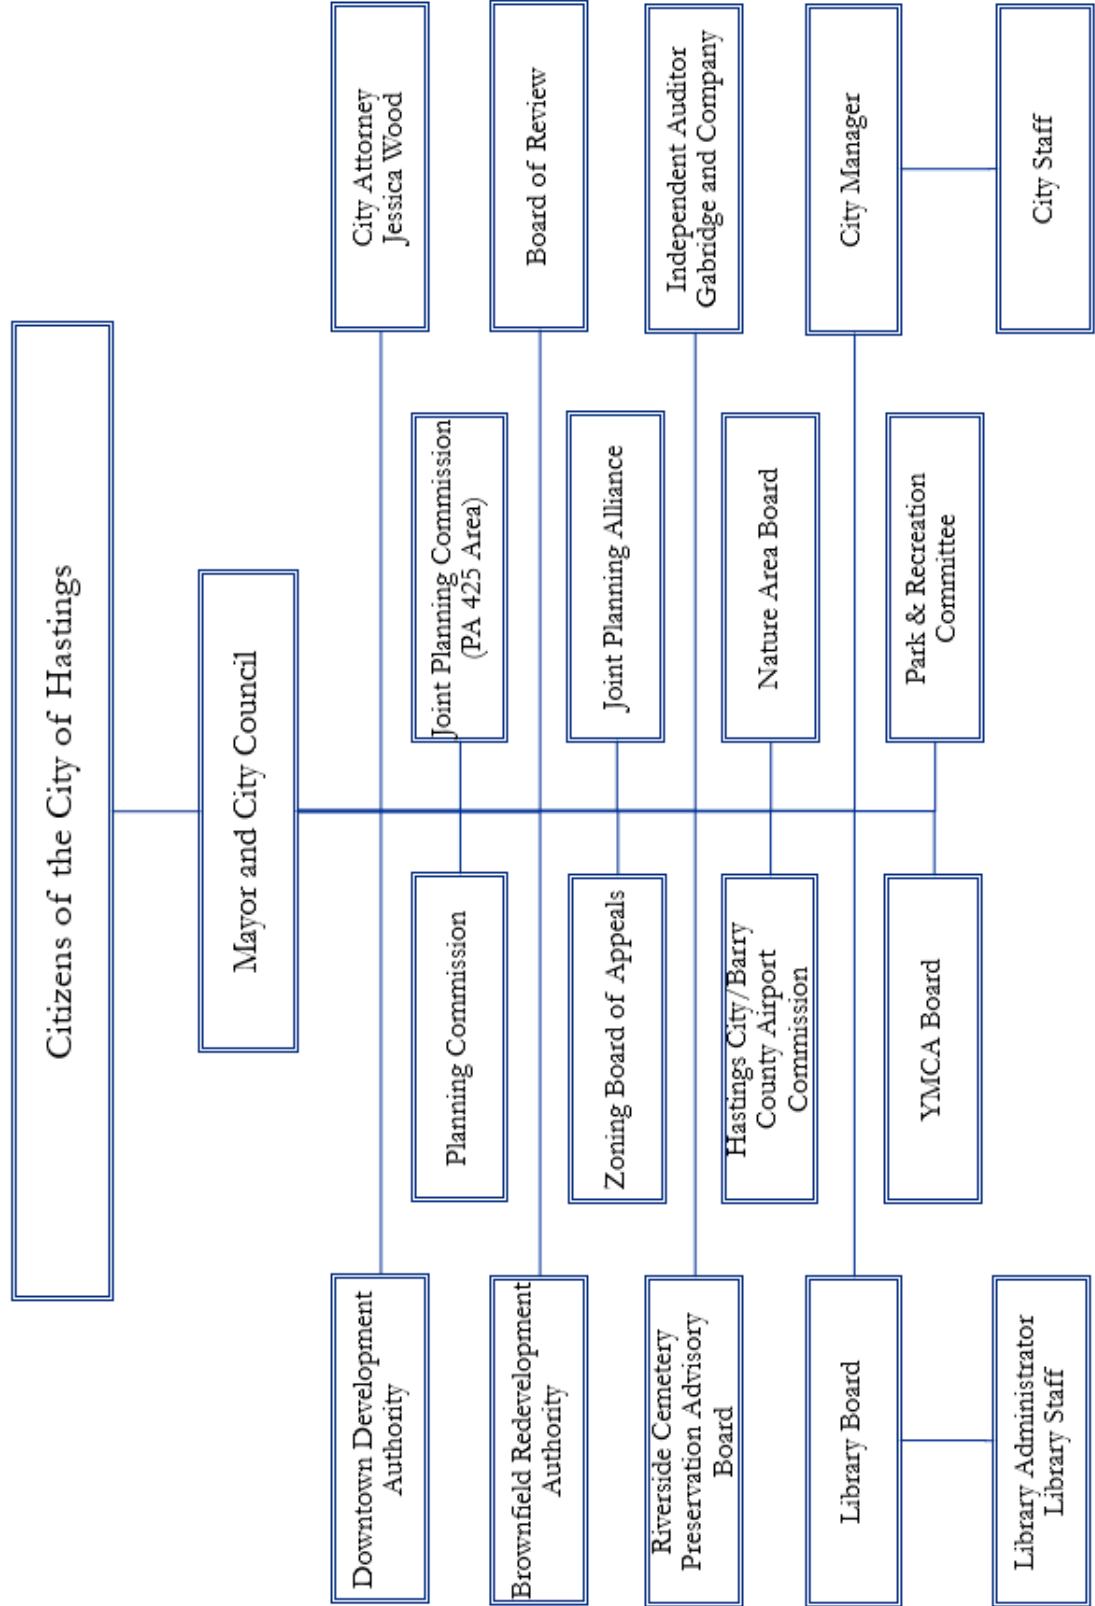 Citizens of the City of Hastings
Mayor and City Council
Downtown Development
Authority
City Attorney
Jessica Wood
Planning Commission
Joint Planning Commission
(PA 425 Area)
Brownfield Redevelopment
Authority
Board of Review
Zoning Board of Appeals
Joint Planning Alliance
Riverside Cemetery
Preservation Advisory
Board
Independent Auditor
Gabridge and Company
Hastings City/Barry
County Airport
Commission
Nature Area Board
Library Board
City Manager
YMCA Board
Park & Recreation
Committee
Library Administrator
Library Staff
City Staff